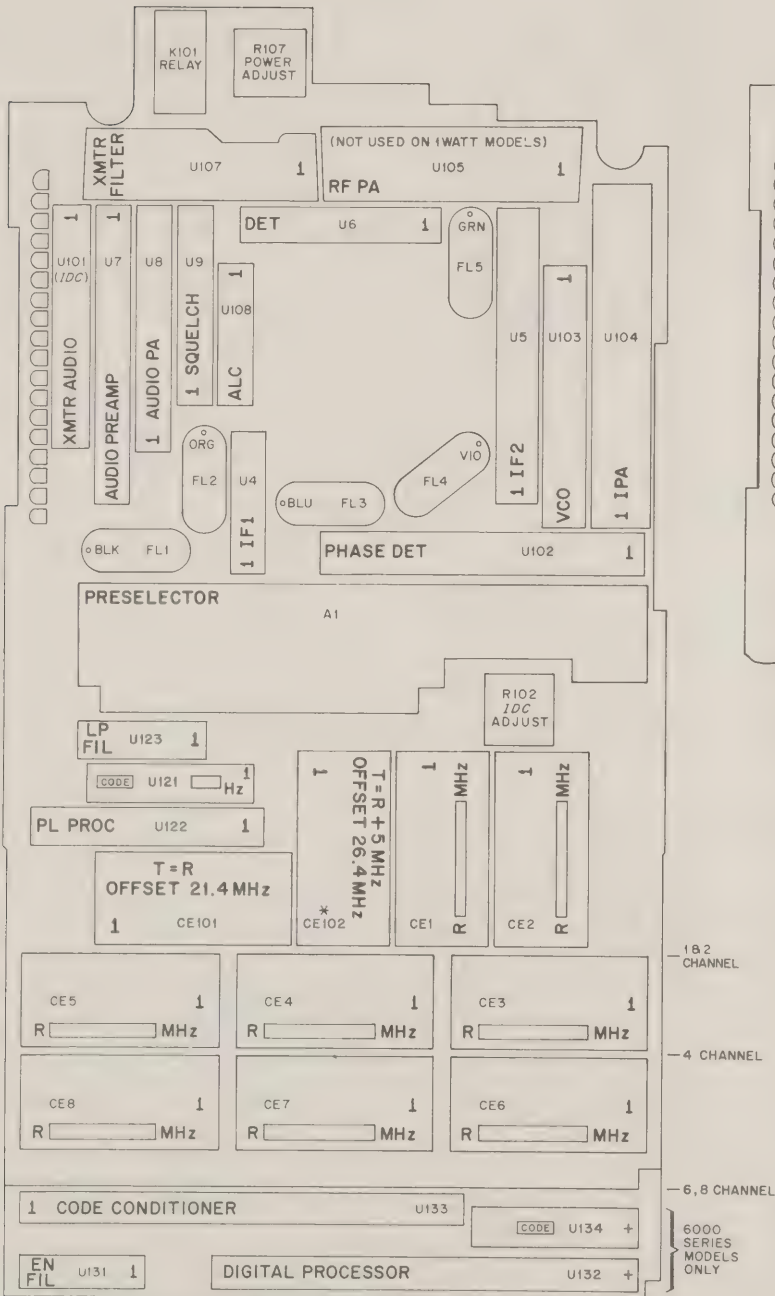 K101
RELAY
R107
POWER
ADJUST
XMTR
FILTER
U107
1
(NOT USED ON 1WATT MODELS)
U105
1
RF PA
1
U101
(IDC)
XMTR AUDIO
1
U7
AUDIO PREAMP
U8
1 AUDIO PA
U9
1 SQUELCH
DET
U6
1
1
U108
ALC
GRN
FL5
U5
1 IF2
1
U103
VCO
U104
1 IPA
ORG
FL2
U4
1 IF1
BLU FL3
VIO
FL4
BLK FL1
PHASE DET U102 1
PRESELECTOR
A1
R102
IDC
ADJUST
LP
FIL U123 1
CODE U121 Hz
1
PL PROC U122 1
T=R
OFFSET 21.4 MHz
1 CE101
1
T=R+5 MHz
OFFSET 26.4 MHz
*
CE102
1
MHz
CE1
R
1
MHz
CE2
R
1&2
CHANNEL
CE5 1
R MHz
CE4 1
R MHz
CE3 1
R MHz
4 CHANNEL
CE8 1
R MHz
CE7 1
R MHz
CE6 1
R MHz
6,8 CHANNEL
1 CODE CONDITIONER U133
CODE U134 +
6000
SERIES
MODELS
ONLY
EN
FIL U131 1
DIGITAL PROCESSOR U132 +